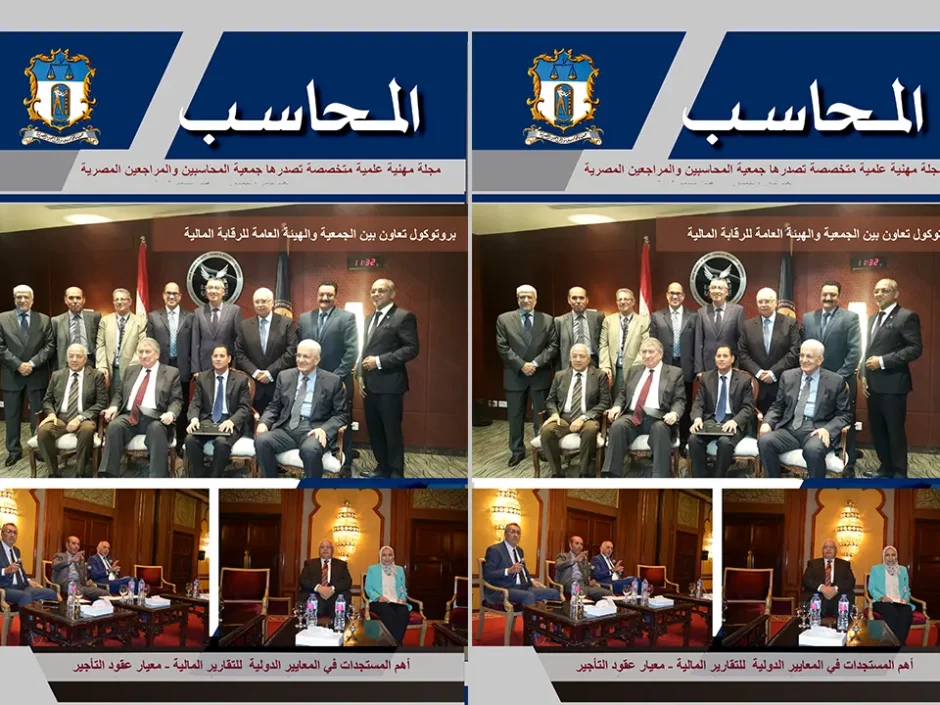 المحاسب
مجلة مهنية علمية متخصصة تصدرها جمعية المحاسبين والمراجعين المصرية
بروتوكول تعاون بين الجمعية والهيئة العامة للرقابة المالية
أهم المستجدات في المعايير الدولية للتقارير المالية - معيار عقود التأجير
المحاسب
مجلة مهنية علمية متخصصة تصدرها جمعية المحاسبين والمراجعين المصرية
توكول تعاون بين الجمعية والهيئة العامة للرقابة المالية
أهم المستجدات في المعايير الدولية للتقارير المالية - معيار عقود التأجير